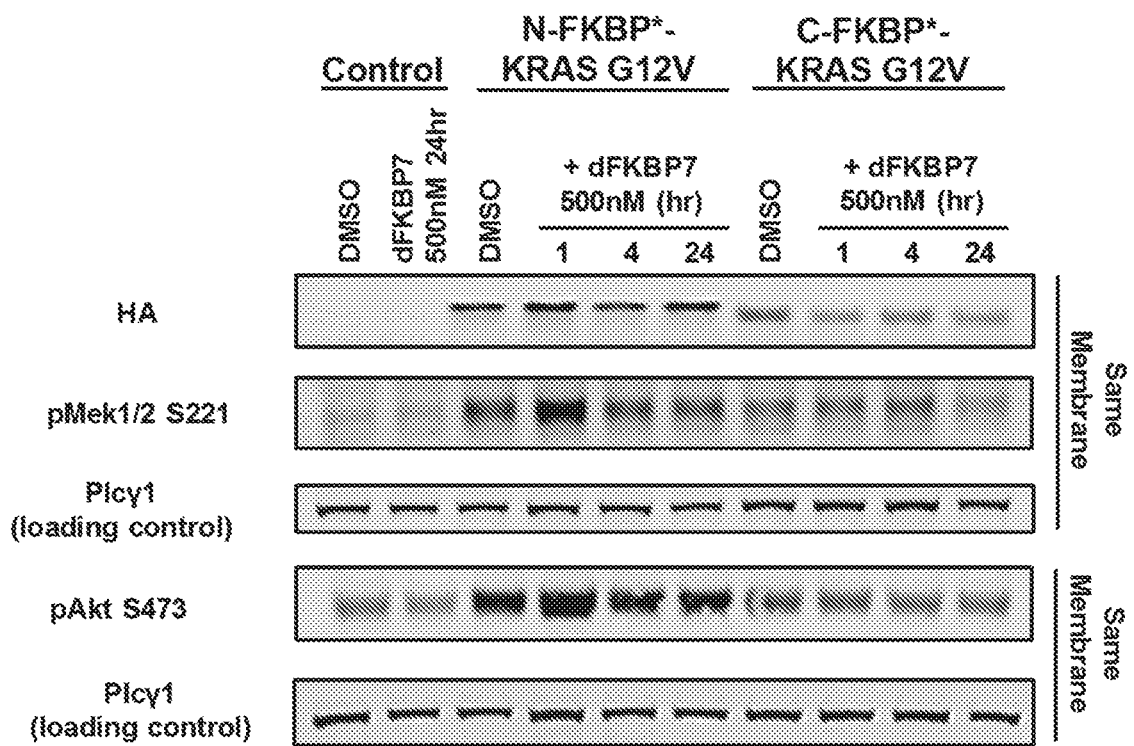 N-FKBP*-
KRAS G12V
C-FKBP*-
KRAS G12V
Control
DMSO
dFKBP7
500nM 24hr
DMSO
+ dFKBP7
500nM (hr)
1 4 24
DMSO
+ dFKBP7
500nM (hr)
1 4 24
HA
pMek1/2 S221
Plcγ1
(loading control)
Same
Membrane
pAkt S473
Plcγ1
(loading control)
Same
Membrane